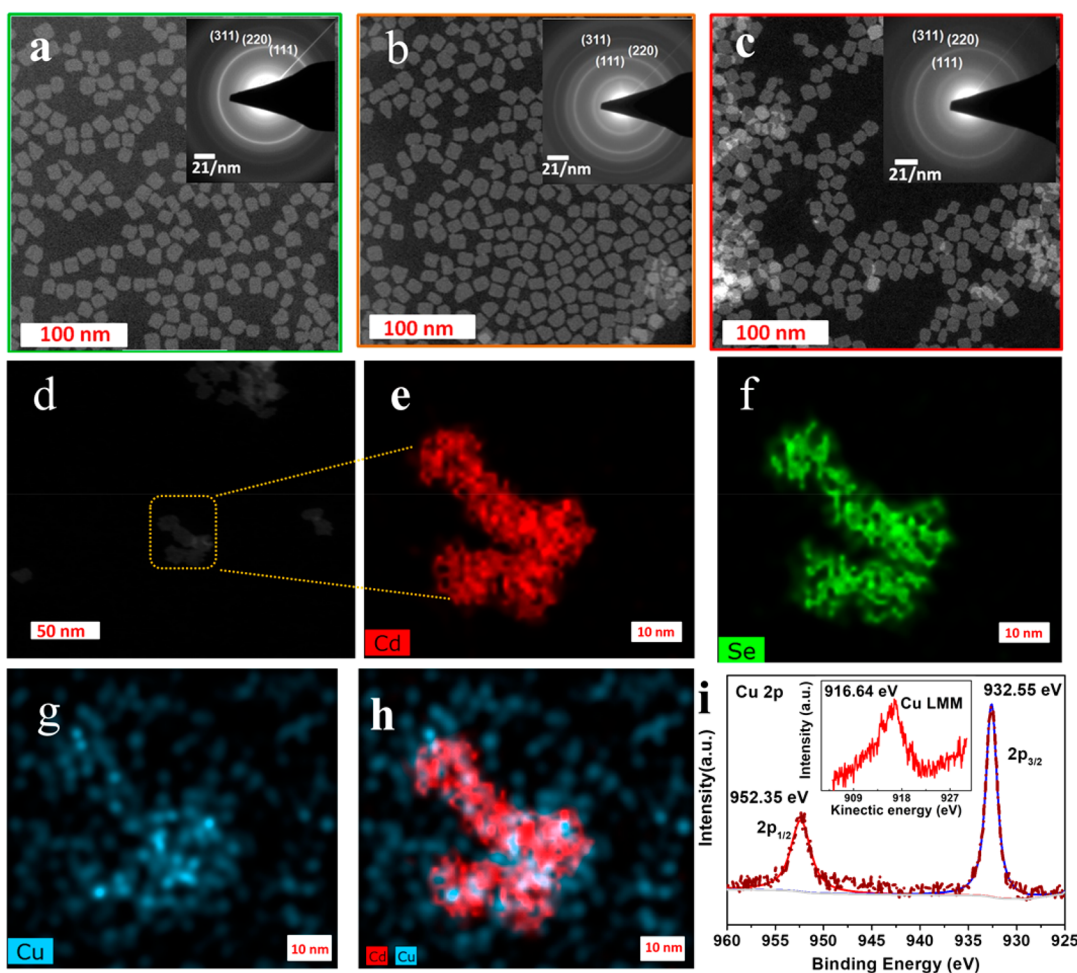 a
(311) (220)
(111)
21/nm
100 nm
b
(311) (220)
(111)
21/nm
100 nm
c
(311) (220)
(111)
21/nm
100 nm
d
50 nm
e
Cd
10 nm
f
Se
10 nm
g
Cu
10 nm
h
Cd Cu
10 nm
i
Cu 2p
916.64 eV
Cu LMM
Intensity (a.u.)
909 918 927
Kinectic energy (eV)
932.55 eV
2p3/2
952.35 eV
2p1/2
Intensity(a.u.)
960 955 950 945 940 935 930 925
Binding Energy (eV)